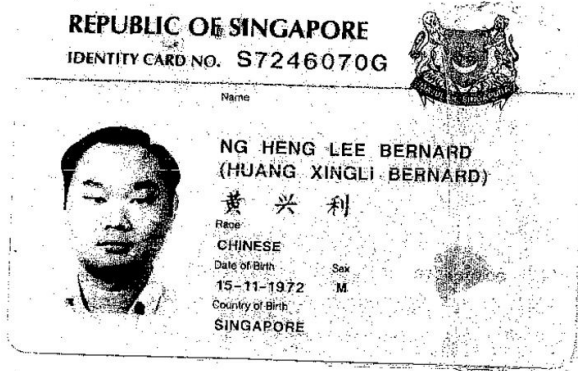 REPUBLIC OF SINGAPORE
IDENTITY CARD NO. S7246070G
Name
NG HENG LEE BERNARD
(HUANG XINGLI BERNARD)
黄 兴 利
Race
CHINESE
Date of Birth Sex
15-11-1972 M
Country of Birth
SINGAPORE